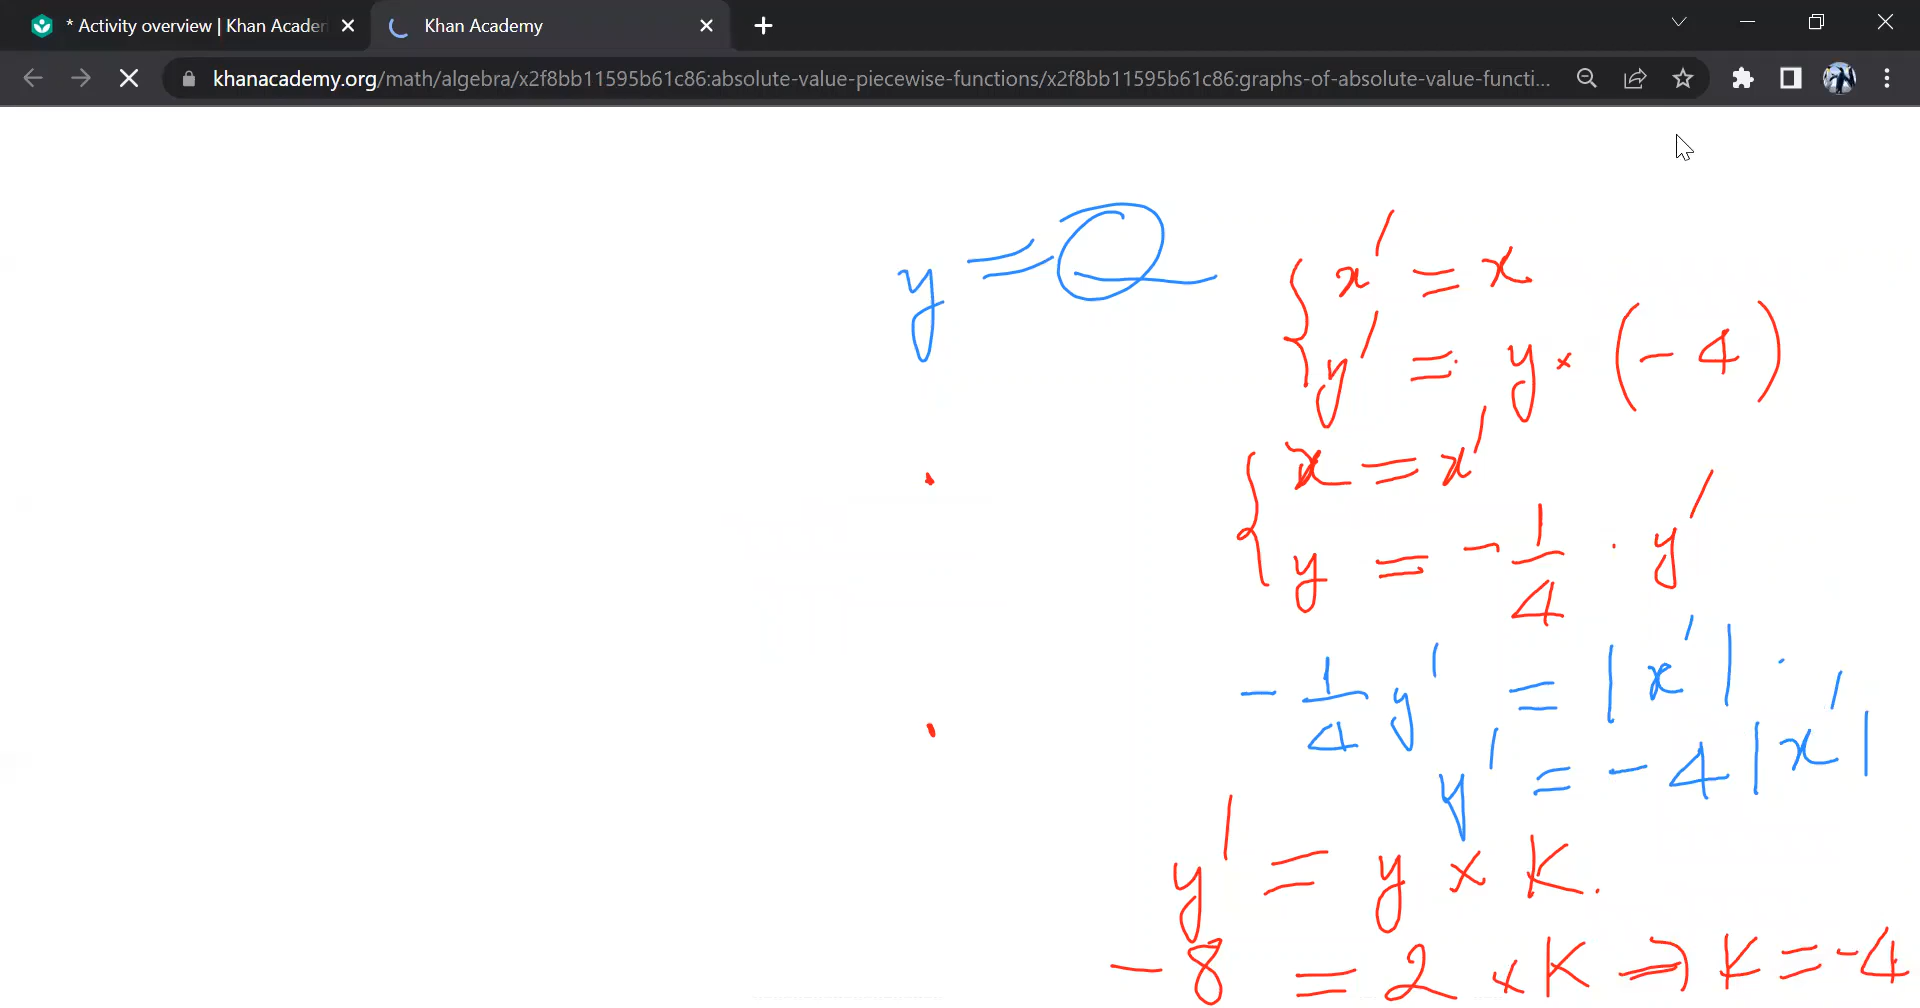 * Activity overview | Khan Acader
Khan Academy
khanacademy.org/math/algebra/x2f8bb11595b61c86:absolute-value-piecewise-functions/x2f8bb11595b61c86:graphs-of-absolute-value-functi...
y =
{ x' = x
y' = y × (-4)
{ x = x'
y = -1/4 · y'
-1/4 y' = |x'|
y' = -4|x'|
y' = y × K.
-8 = 2 × K ⇒ K = -4